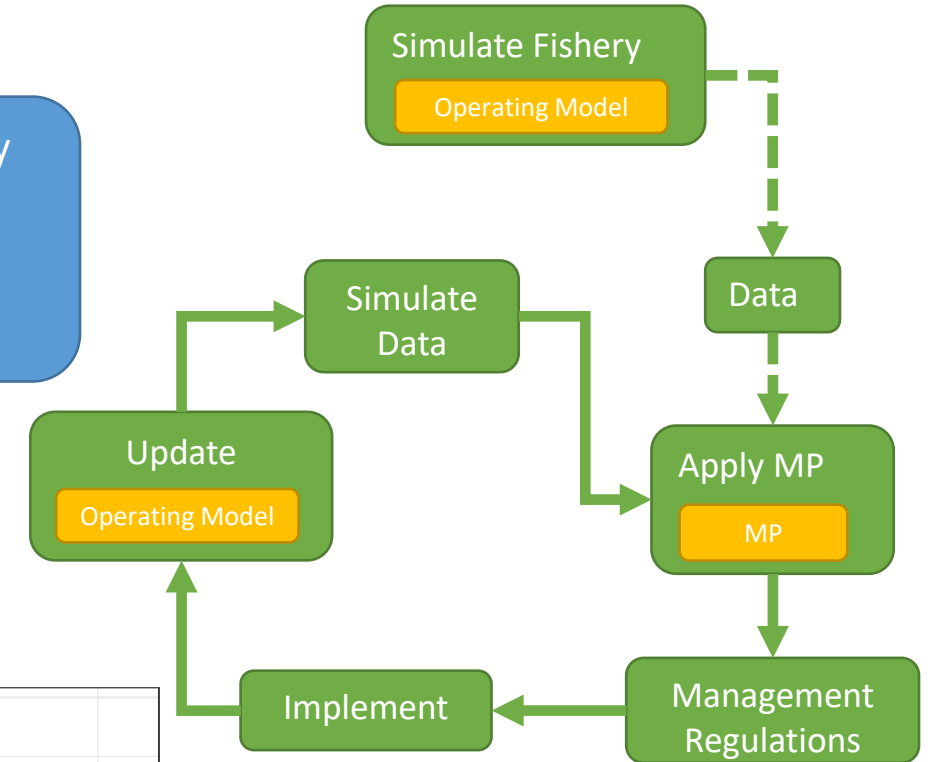 Simulate Fishery
Operating Model
y
Simulate
Data
Data
Update
Operating Model
Apply MP
MP
Implement
Management
Regulations